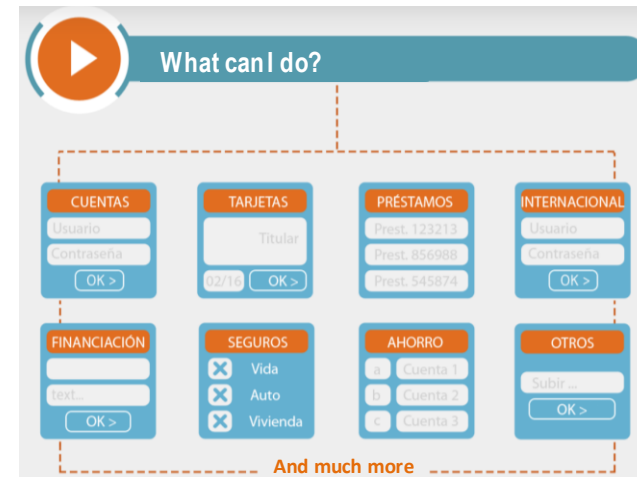 What can I do?
CUENTAS
Usuario
Contraseña
OK >
TARJETAS
Titular
02/16 OK >
PRÉSTAMOS
Prest. 123213
Prest. 856988
Prest. 545874
INTERNACIONAL
Usuario
Contraseña
OK >
FINANCIACIÓN
text...
OK >
SEGUROS
Vida
Auto
Vivienda
AHORRO
a Cuenta 1
b Cuenta 2
c Cuenta 3
OTROS
Subir ...
OK >
And much more